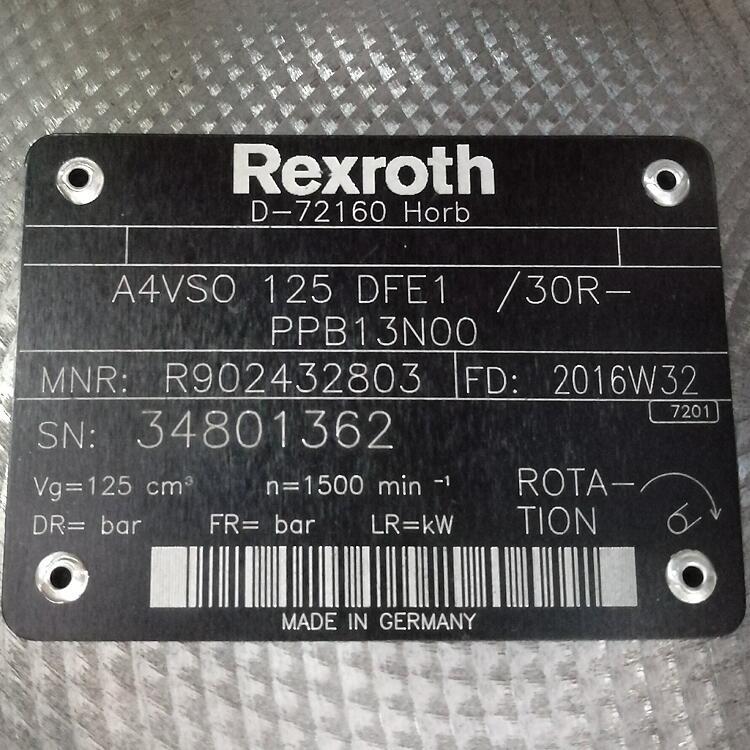 Rexroth
D-72160 Horb
A4VSO 125 DFE1 /30R-
PPB13N00
MNR: R902432803 FD: 2016W32
7201
SN: 34801362
Vg=125 cm³ n=1500 min⁻¹ ROTA-
DR= bar FR= bar LR=kW TION
MADE IN GERMANY